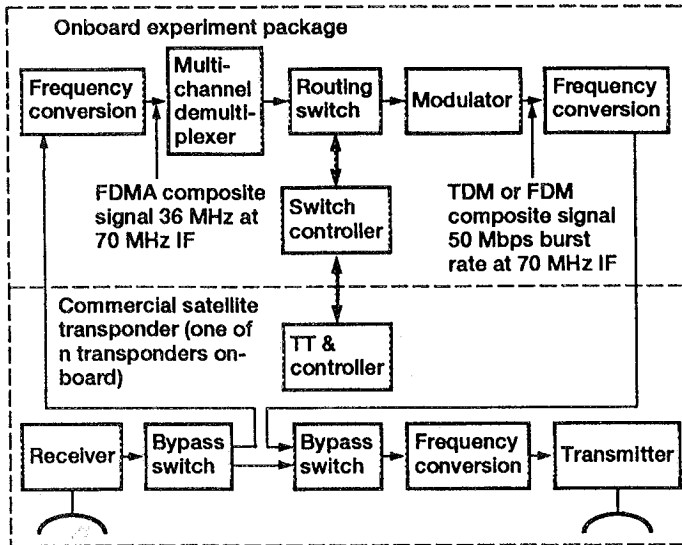 Onboard experiment package
Frequency
conversion
Multi-
channel
demulti-
plexer
Routing
switch
Modulator
Frequency
conversion
FDMA composite
signal 36 MHz at
70 MHz IF
Switch
controller
TDM or FDM
composite signal
50 Mbps burst
rate at 70 MHz IF
Commercial satellite
transponder (one of
n transponders on-
board)
TT &
controller
Receiver
Bypass
switch
Bypass
switch
Frequency
conversion
Transmitter